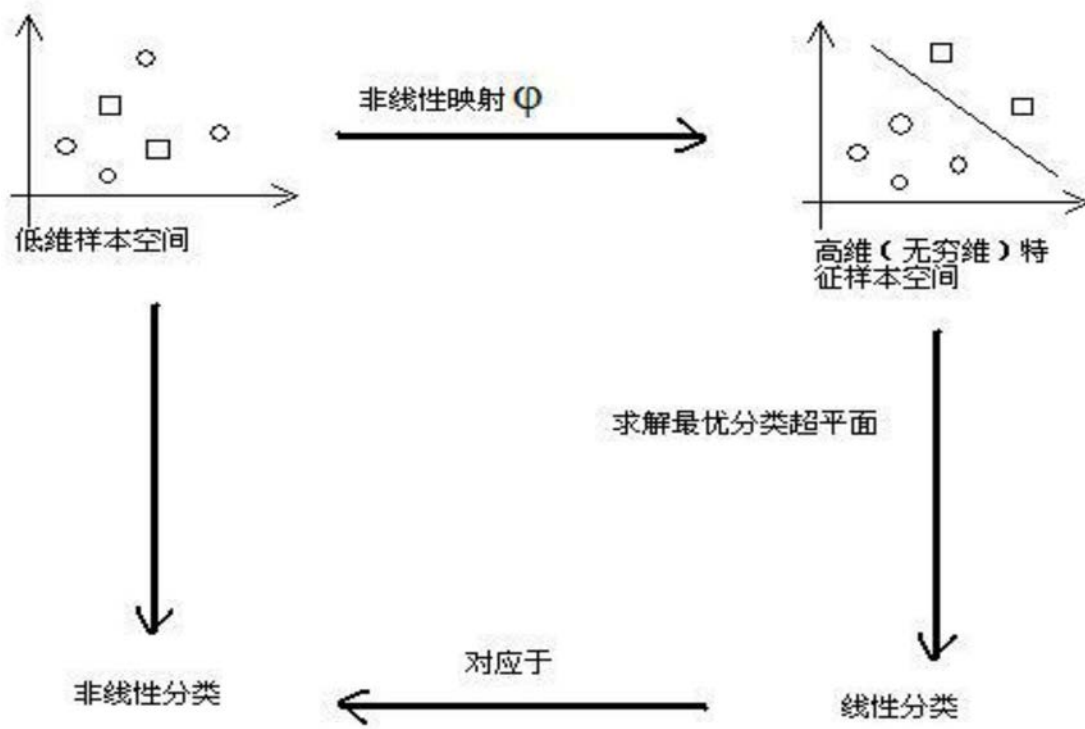 非线性映射 φ
低维样本空间
高维（无穷维）特
征样本空间
求解最优分类超平面
对应于
非线性分类
线性分类